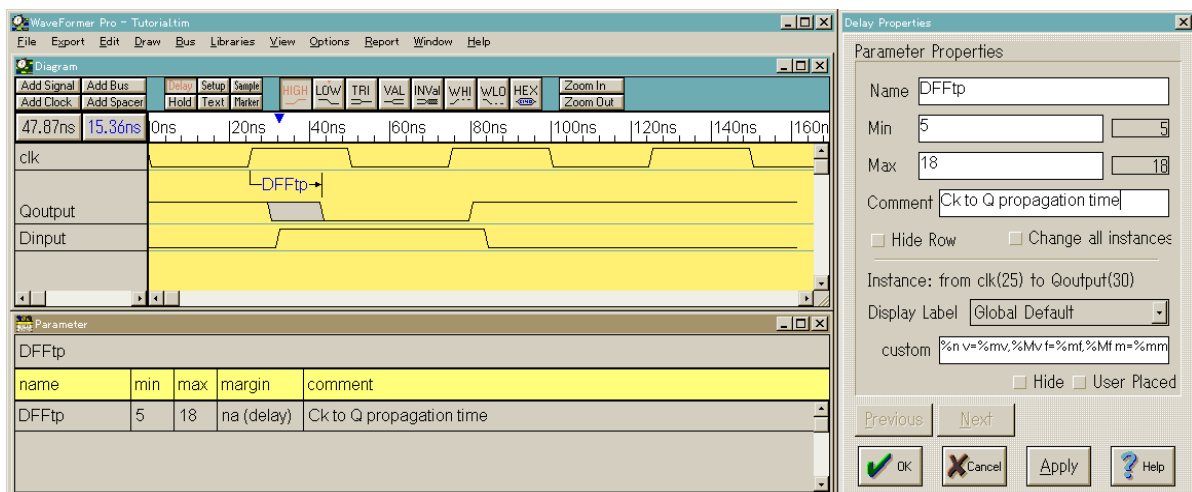 WaveFormer Pro - Tutorial.tim
File Export Edit Draw Bus Libraries View Options Report Window Help
Diagram
Add Signal Add Bus Delay Setup Sample HIGH LOW TRI VAL INVal WHI WLO HEX Zoom In
Add Clock Add Spacer Hold Text Marker Zoom Out
47.87ns 15.36ns 0ns 20ns 40ns 60ns 80ns 100ns 120ns 140ns 160n
clk
DFFtp
Qoutput
Dinput
Parameter
DFFtp
name min max margin comment
DFFtp 5 18 na (delay) Ck to Q propagation time
Delay Properties
Parameter Properties
Name DFFtp
Min 5 5
Max 18 18
Comment Ck to Q propagation time
Hide Row Change all instances
Instance: from clk(25) to Qoutput(30)
Display Label Global Default
custom %n v=%mv,%Mv f=%mf,%Mf m=%mm
Hide User Placed
Previous Next
OK Cancel Apply Help